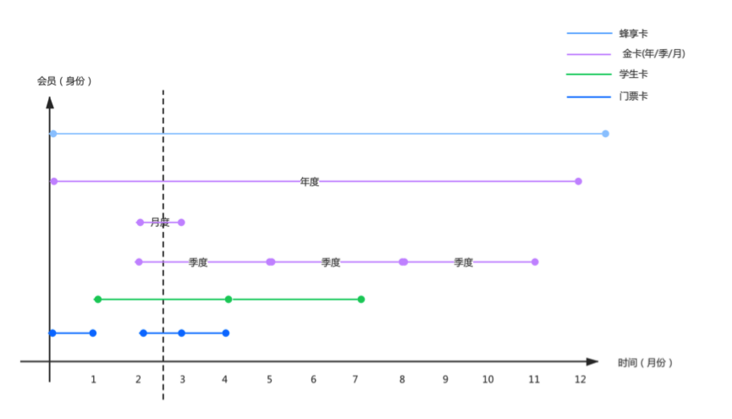 蜂享卡
金卡(年/季/月)
学生卡
门票卡
会员 ( 身份 )
年度
月度
季度 季度 季度
时间 ( 月份 )
1 2 3 4 5 6 7 8 9 10 11 12